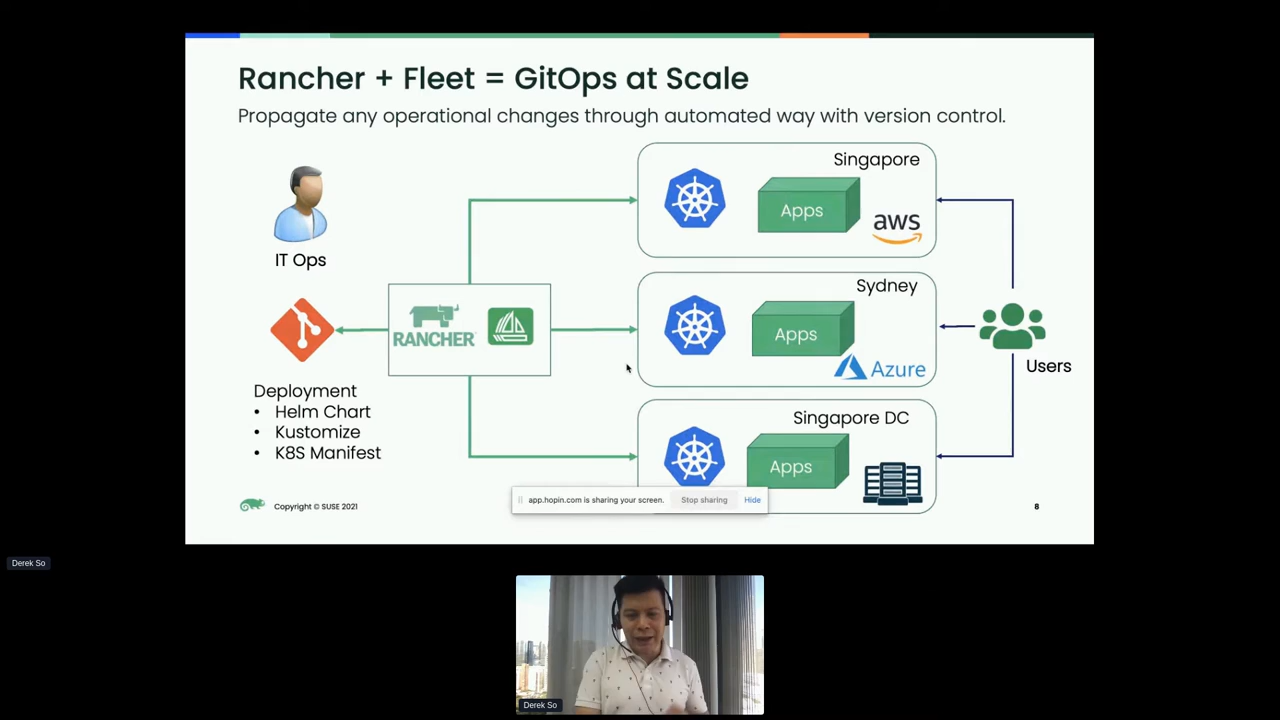 Rancher + Fleet = GitOps at Scale
Propagate any operational changes through automated way with version control.
IT Ops
RANCHER
Deployment
• Helm Chart
• Kustomize
• K8S Manifest
Singapore
Apps
aws
Sydney
Apps
Azure
Singapore DC
Apps
Users
app.hopin.com is sharing your screen.
Stop sharing
Hide
Copyright © SUSE 2021
8
Derek So
Derek So